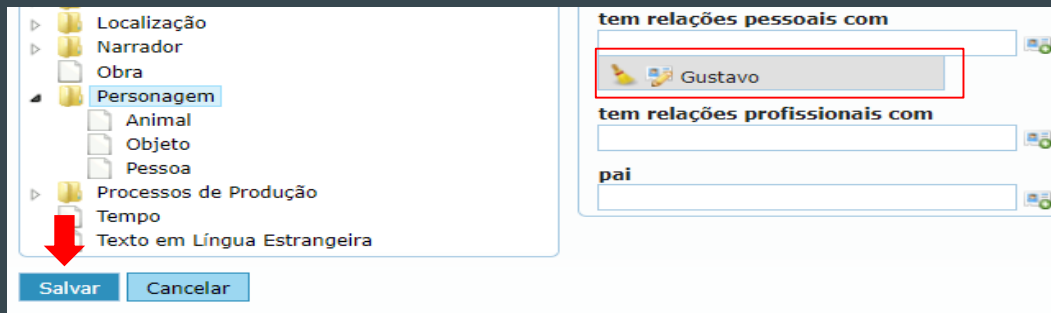 Localização
Narrador
Obra
Personagem
Animal
Objeto
Pessoa
Processos de Produção
Tempo
Texto em Língua Estrangeira
tem relações pessoais com
Gustavo
tem relações profissionais com
pai
Salvar
Cancelar